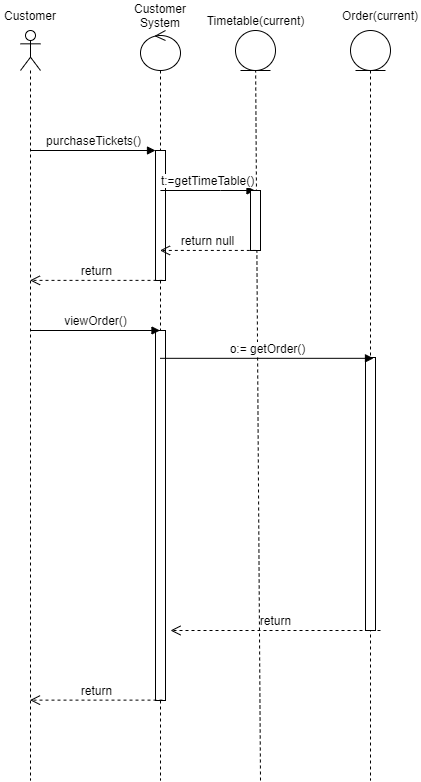 Customer
Customer
System
Timetable(current)
Order(current)
purchaseTickets()
t:=getTimeTable()
return null
return
viewOrder()
o:= getOrder()
return
return